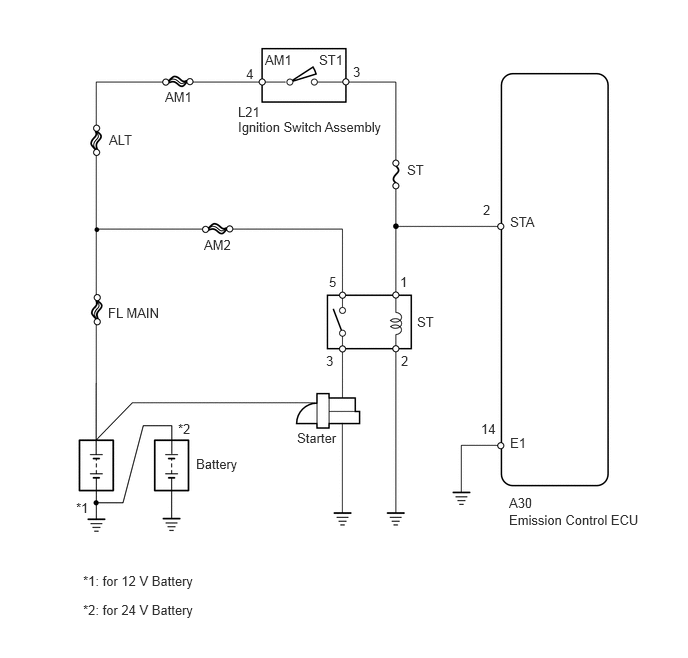 AM1 ST1
4
3
AM1
L21
Ignition Switch Assembly
ALT
ST
2
STA
AM2
5
1
FL MAIN
ST
3
2
*2
Starter
14
E1
Battery
*1
A30
Emission Control ECU
*1: for 12 V Battery
*2: for 24 V Battery